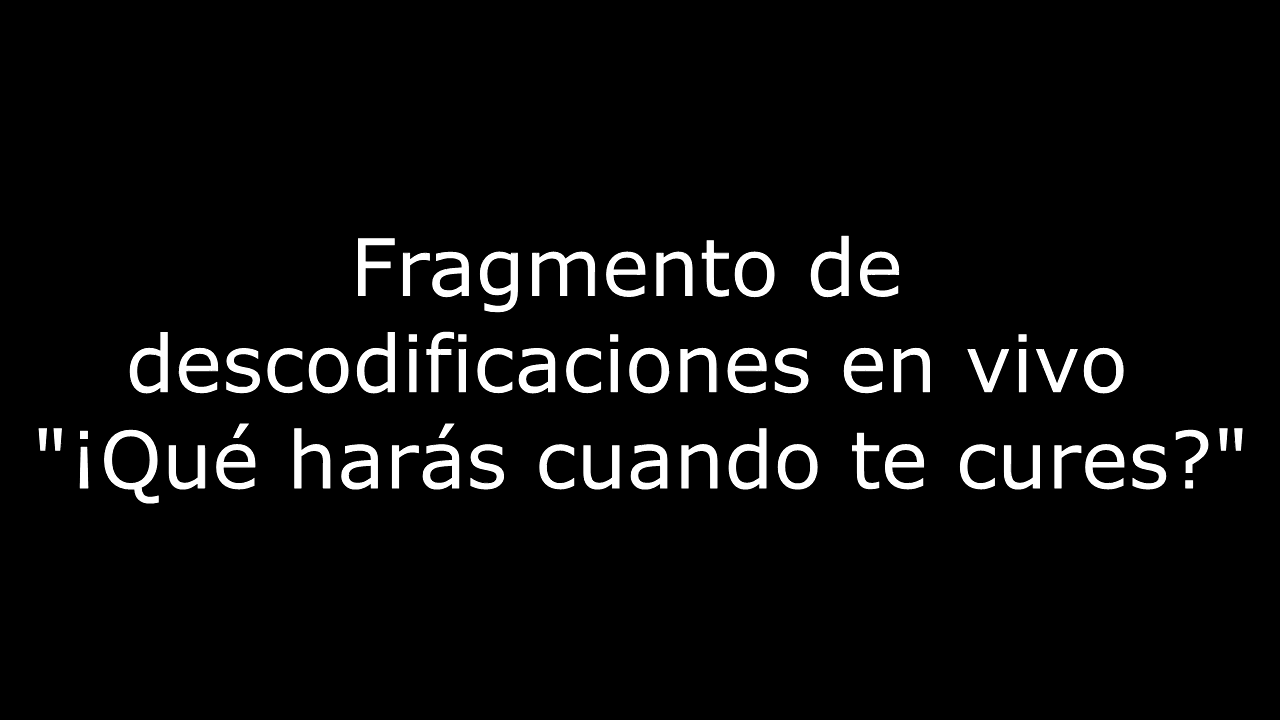 Fragmento de
descodificaciones en vivo
"¡Qué harás cuando te cures?"